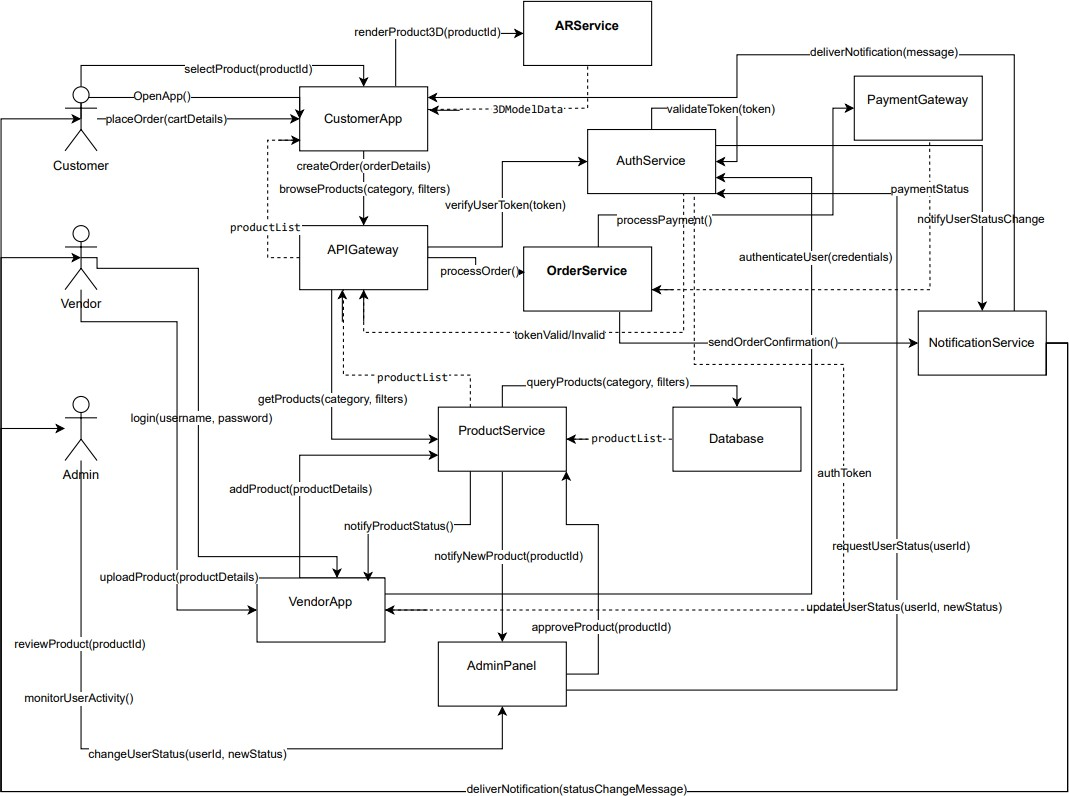 ARService
renderProduct3D(productId)
deliverNotification(message)
selectProduct(productId)
OpenApp()
PaymentGateway
3DModelData
validateToken(token)
placeOrder(cartDetails)
CustomerApp
Customer
createOrder(orderDetails)
AuthService
browseProducts(category, filters)
paymentStatus
verifyUserToken(token)
processPayment()
notifyUserStatusChange
productList
APIGateway
authenticateUser(credentials)
processOrder()
OrderService
Vendor
tokenValid/Invalid
sendOrderConfirmation()
NotificationService
productList
queryProducts(category, filters)
getProducts(category, filters)
login(username, password)
ProductService
productList
Database
Admin
authToken
addProduct(productDetails)
notifyProductStatus()
notifyNewProduct(productId)
requestUserStatus(userId)
uploadProduct(productDetails)
VendorApp
updateUserStatus(userId, newStatus)
approveProduct(productId)
reviewProduct(productId)
AdminPanel
monitorUserActivity()
changeUserStatus(userId, newStatus)
deliverNotification(statusChangeMessage)